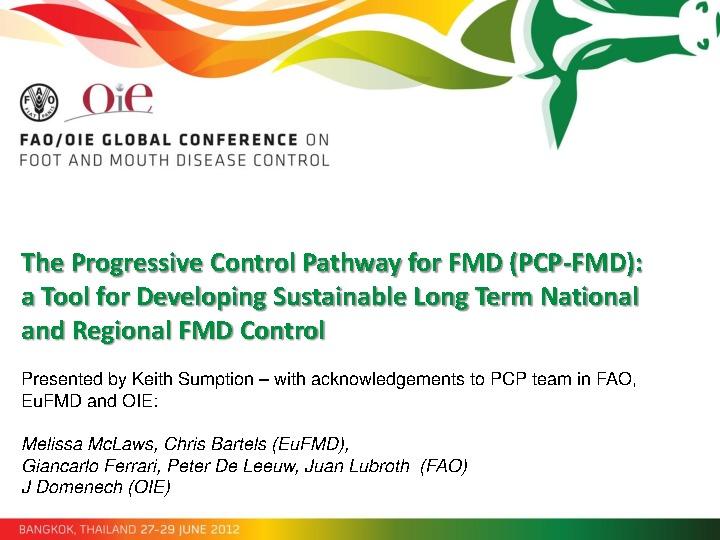 FAO
FIAT PANIS
OIE
FAO/OIE GLOBAL CONFERENCE ON
FOOT AND MOUTH DISEASE CONTROL
The Progressive Control Pathway for FMD (PCP-FMD):
a Tool for Developing Sustainable Long Term National
and Regional FMD Control
Presented by Keith Sumption – with acknowledgements to PCP team in FAO,
EuFMD and OIE:
Melissa McLaws, Chris Bartels (EuFMD),
Giancarlo Ferrari, Peter De Leeuw, Juan Lubroth (FAO)
J Domenech (OIE)
BANGKOK, THAILAND 27-29 JUNE 2012